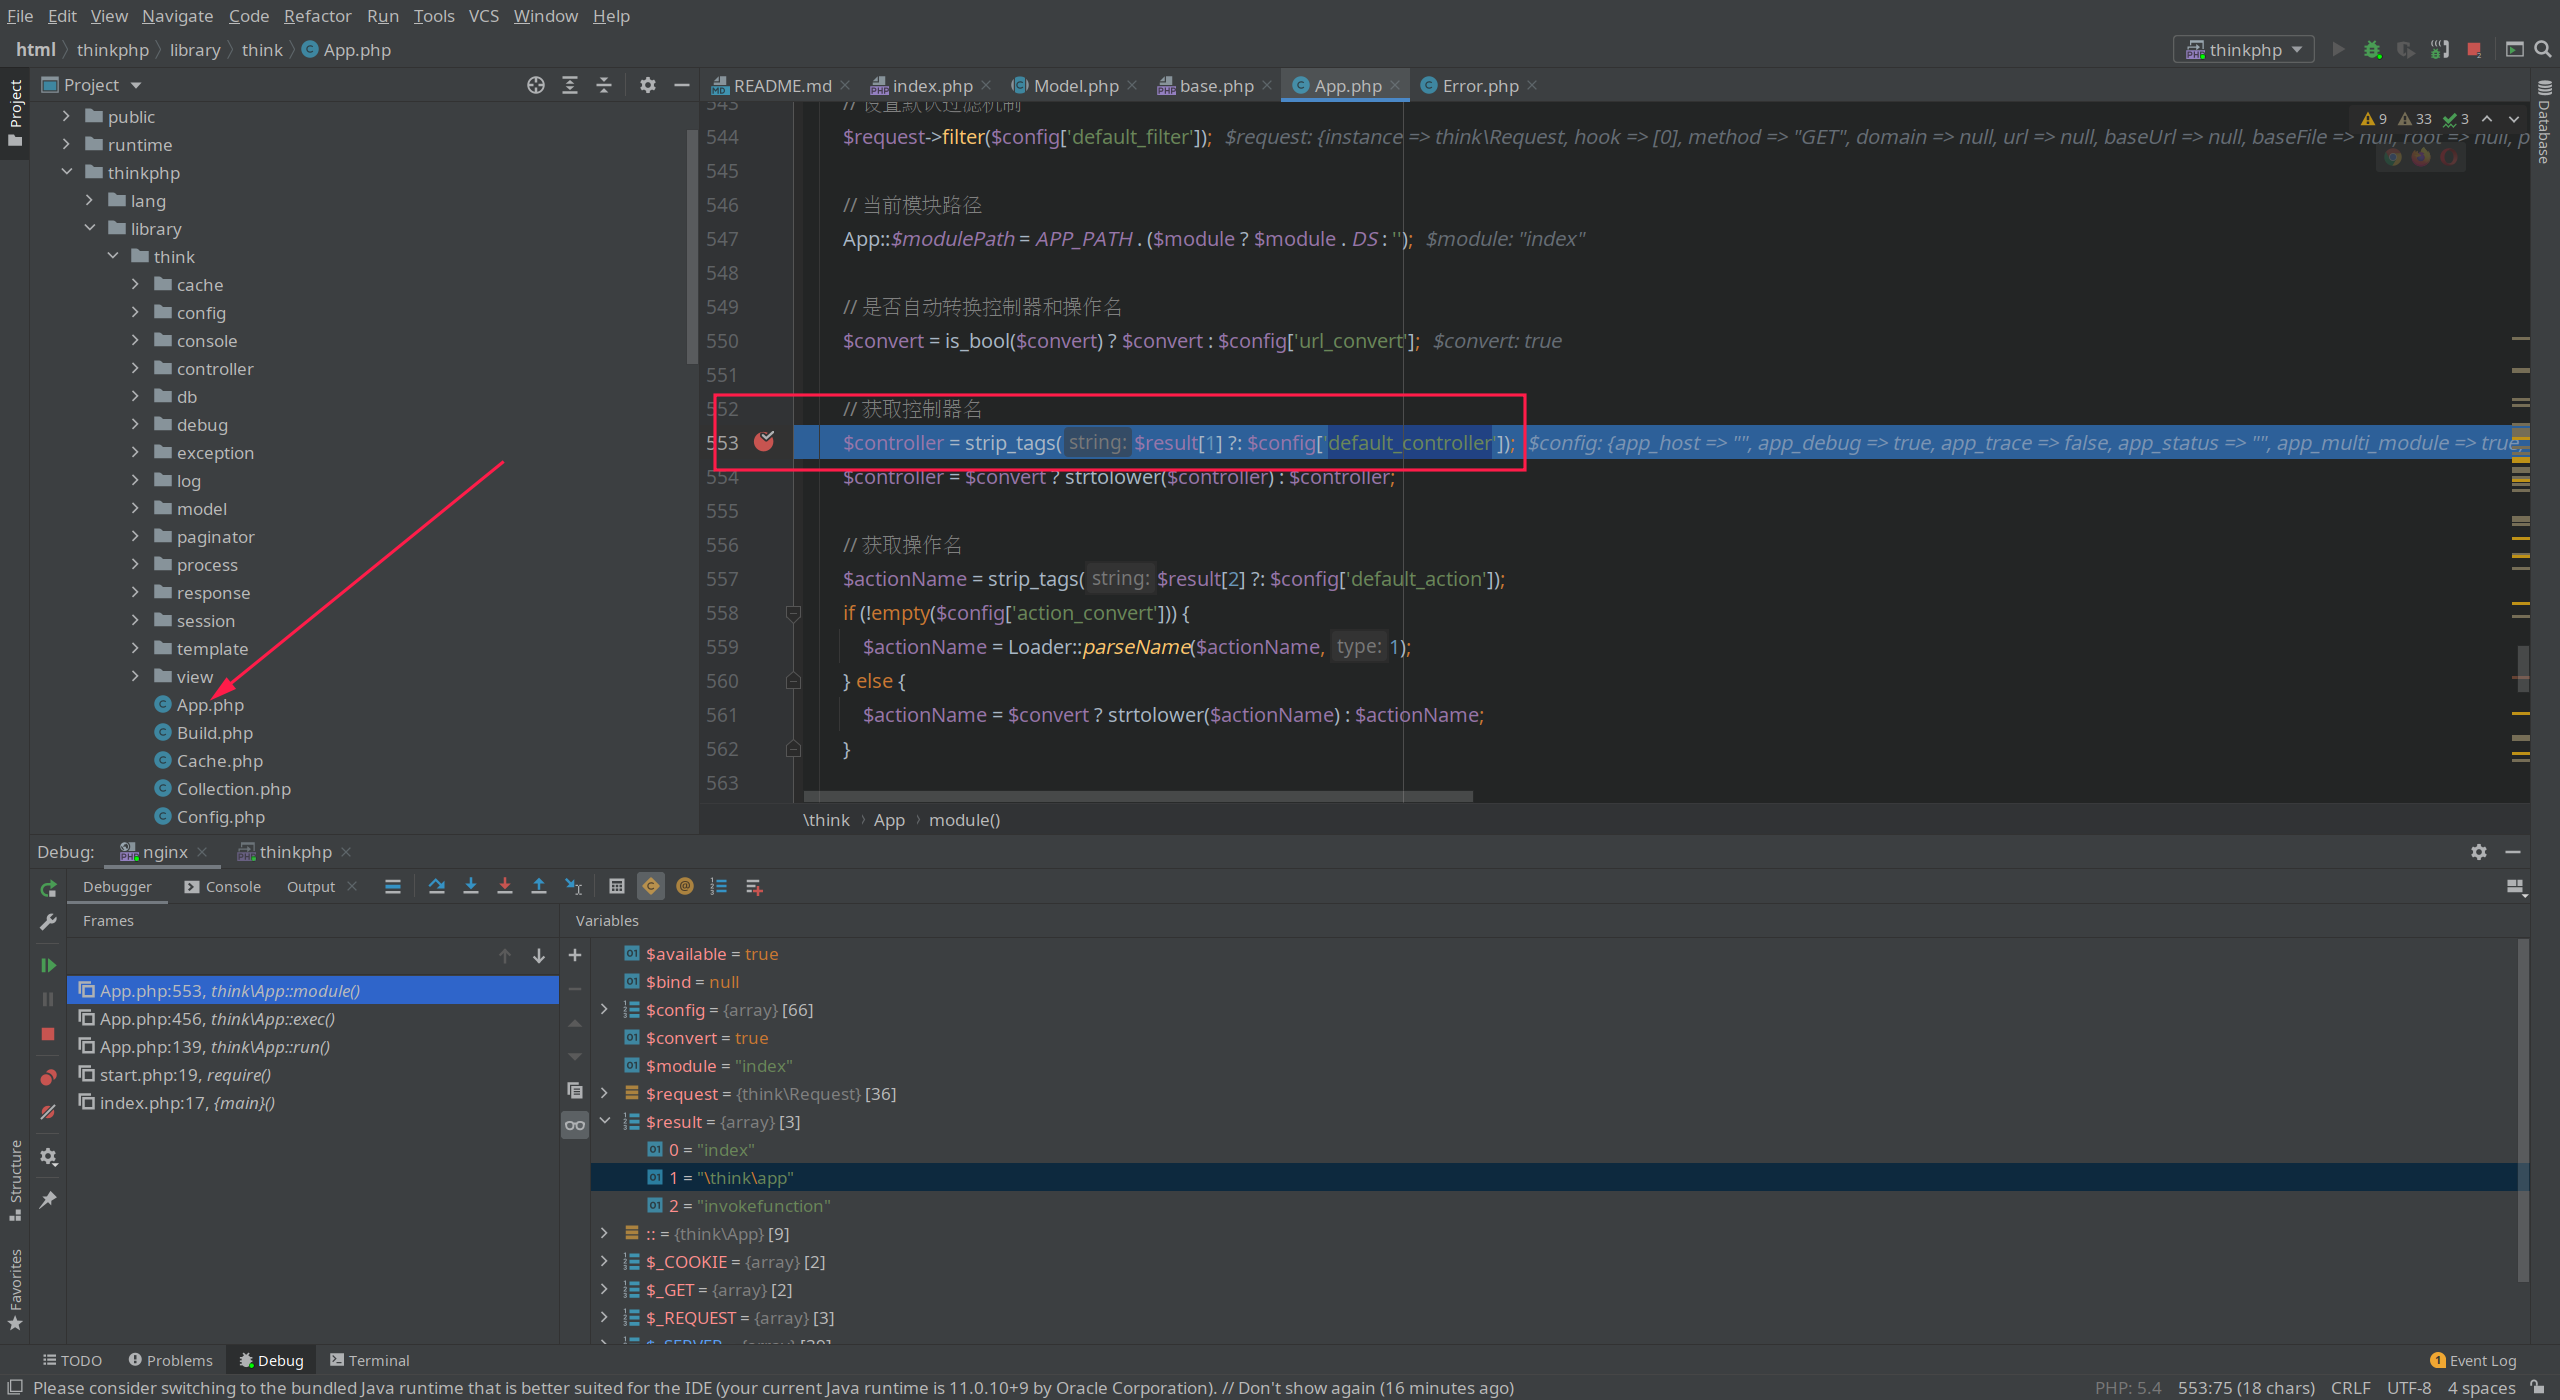 File Edit View Navigate Code Refactor Run Tools VCS Window Help
html thinkphp library think App.php
thinkphp
Project
Project
public
runtime
thinkphp
lang
library
think
cache
config
console
controller
db
debug
exception
log
model
paginator
process
response
session
template
view
App.php
Build.php
Cache.php
Collection.php
Config.php
README.md index.php Model.php base.php App.php Error.php
543 // 设置默认过滤机制
9 33 3
544 $request->filter($config['default_filter']); $request: {instance => think\Request, hook => [0], method => "GET", domain => null, url => null, baseUrl => null, baseFile => null, root => null, p
545
546 // 当前模块路径
547 App::$modulePath = APP_PATH . ($module ? $module . DS : ''); $module: "index"
548
549 // 是否自动转换控制器和操作名
550 $convert = is_bool($convert) ? $convert : $config['url_convert']; $convert: true
551
552 // 获取控制器名
553 $controller = strip_tags( string: $result[1] ?: $config['default_controller']); $config: {app_host => "", app_debug => true, app_trace => false, app_status => "", app_multi_module => true,
554 $controller = $convert ? strtolower($controller) : $controller;
555
556 // 获取操作名
557 $actionName = strip_tags( string: $result[2] ?: $config['default_action']);
558 if (!empty($config['action_convert'])) {
559 $actionName = Loader::parseName($actionName, type: 1);
560 } else {
561 $actionName = $convert ? strtolower($actionName) : $actionName;
562 }
563
\think App module()
Database
Debug: nginx thinkphp
Debugger Console Output
Frames
App.php:553, think\App::module()
App.php:456, think\App::exec()
App.php:139, think\App::run()
start.php:19, require()
index.php:17, {main}()
Variables
$available = true
$bind = null
$config = {array} [66]
$convert = true
$module = "index"
$request = {think\Request} [36]
$result = {array} [3]
0 = "index"
1 = "\think\app"
2 = "invokefunction"
:: = {think\App} [9]
$_COOKIE = {array} [2]
$_GET = {array} [2]
$_REQUEST = {array} [3]
Structure
Favorites
TODO Problems Debug Terminal
1 Event Log
Please consider switching to the bundled Java runtime that is better suited for the IDE (your current Java runtime is 11.0.10+9 by Oracle Corporation). // Don't show again (16 minutes ago)
PHP: 5.4 553:75 (18 chars) CRLF UTF-8 4 spaces